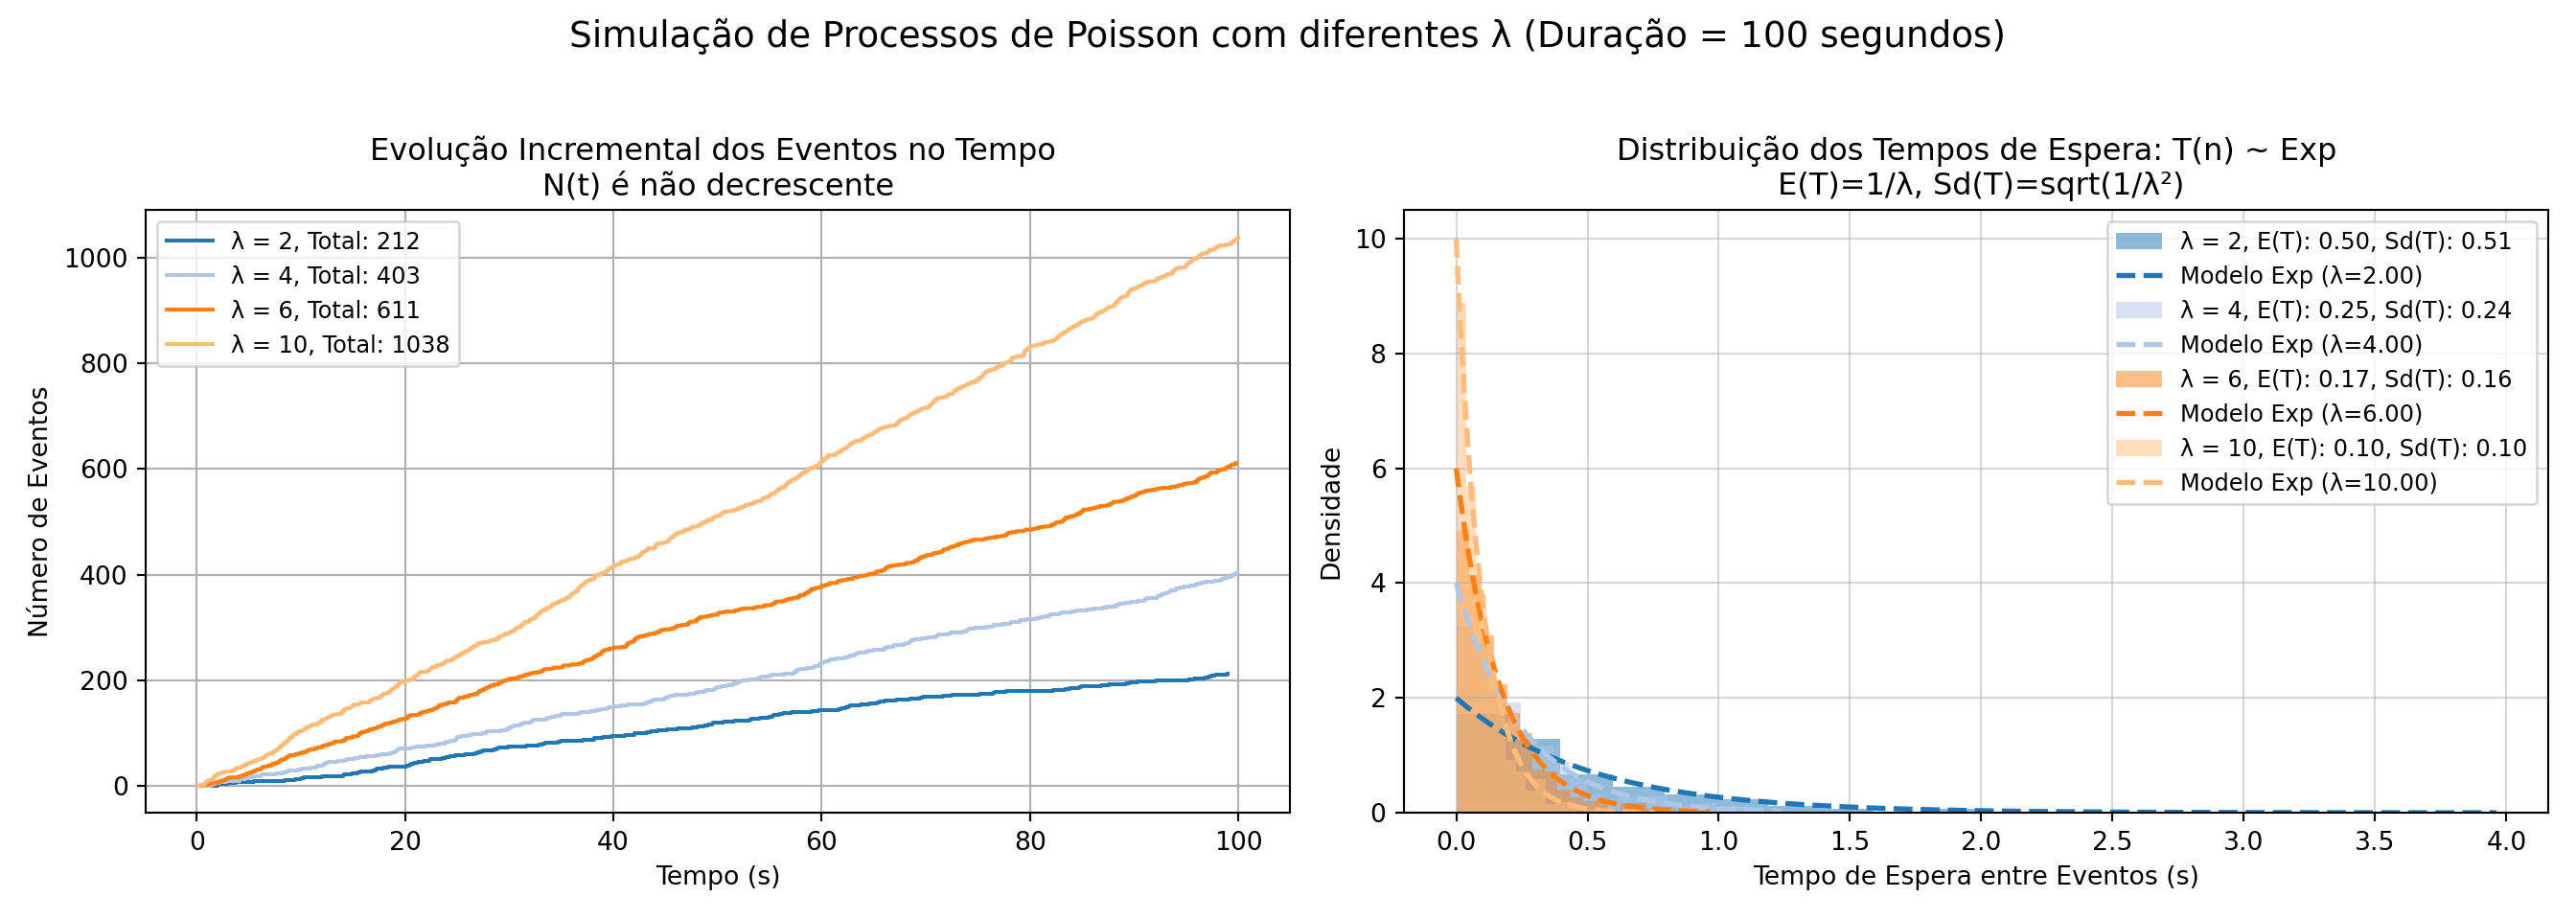 Simulação de Processos de Poisson com diferentes λ (Duração = 100 segundos)
Evolução Incremental dos Eventos no Tempo
N(t) é não decrescente
λ = 2, Total: 212
λ = 4, Total: 403
λ = 6, Total: 611
λ = 10, Total: 1038
Número de Eventos
1000
800
600
400
200
0
0 20 40 60 80 100
Tempo (s)
Distribuição dos Tempos de Espera: T(n) ~ Exp
E(T)=1/λ, Sd(T)=sqrt(1/λ²)
λ = 2, E(T): 0.50, Sd(T): 0.51
Modelo Exp (λ=2.00)
λ = 4, E(T): 0.25, Sd(T): 0.24
Modelo Exp (λ=4.00)
λ = 6, E(T): 0.17, Sd(T): 0.16
Modelo Exp (λ=6.00)
λ = 10, E(T): 0.10, Sd(T): 0.10
Modelo Exp (λ=10.00)
Densidade
10
8
6
4
2
0
0.0 0.5 1.0 1.5 2.0 2.5 3.0 3.5 4.0
Tempo de Espera entre Eventos (s)